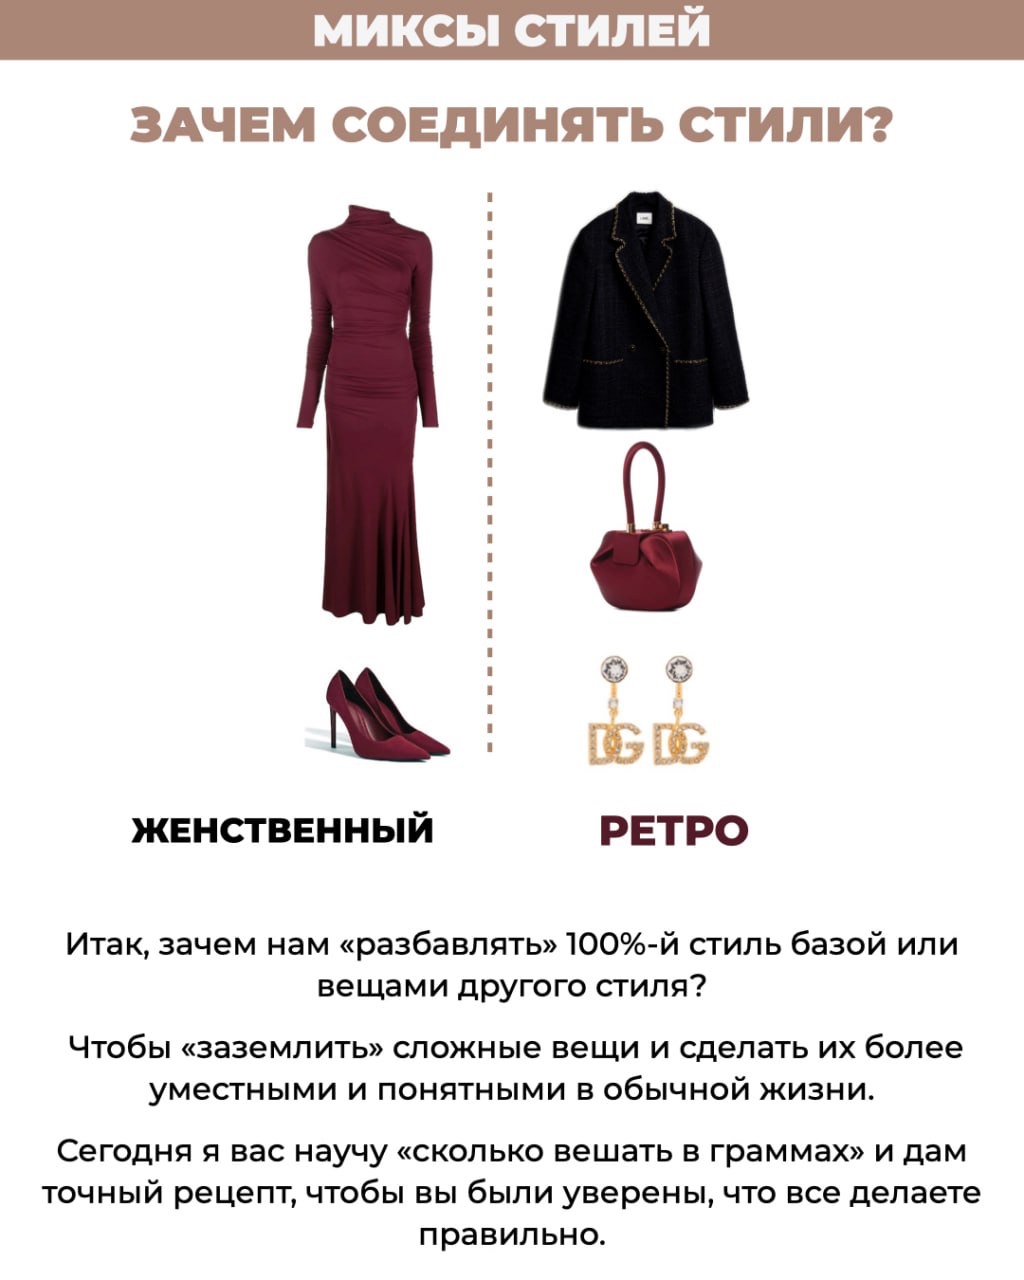 МИКСЫ СТИЛЕЙ
ЗАЧЕМ СОЕДИНЯТЬ СТИЛИ?
DG DG
ЖЕНСТВЕННЫЙ
РЕТРО
Итак, зачем нам «разбавлять» 100%-й стиль базой или
вещами другого стиля?
Чтобы «заземлить» сложные вещи и сделать их более
уместными и понятными в обычной жизни.
Сегодня я вас научу «сколько вешать в граммах» и дам
точный рецепт, чтобы вы были уверены, что все делаете
правильно.